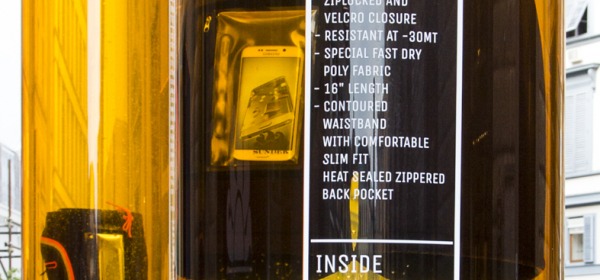 ZIPLOCKED AND
VELCRO CLOSURE
- RESISTANT AT -30MT
- SPECIAL FAST DRY
POLY FABRIC
- 16" LENGTH
- CONTOURED
WAISTBAND
WITH COMFORTABLE
SLIM FIT
HEAT SEALED ZIPPERED
BACK POCKET
INSIDE
SUNDEK